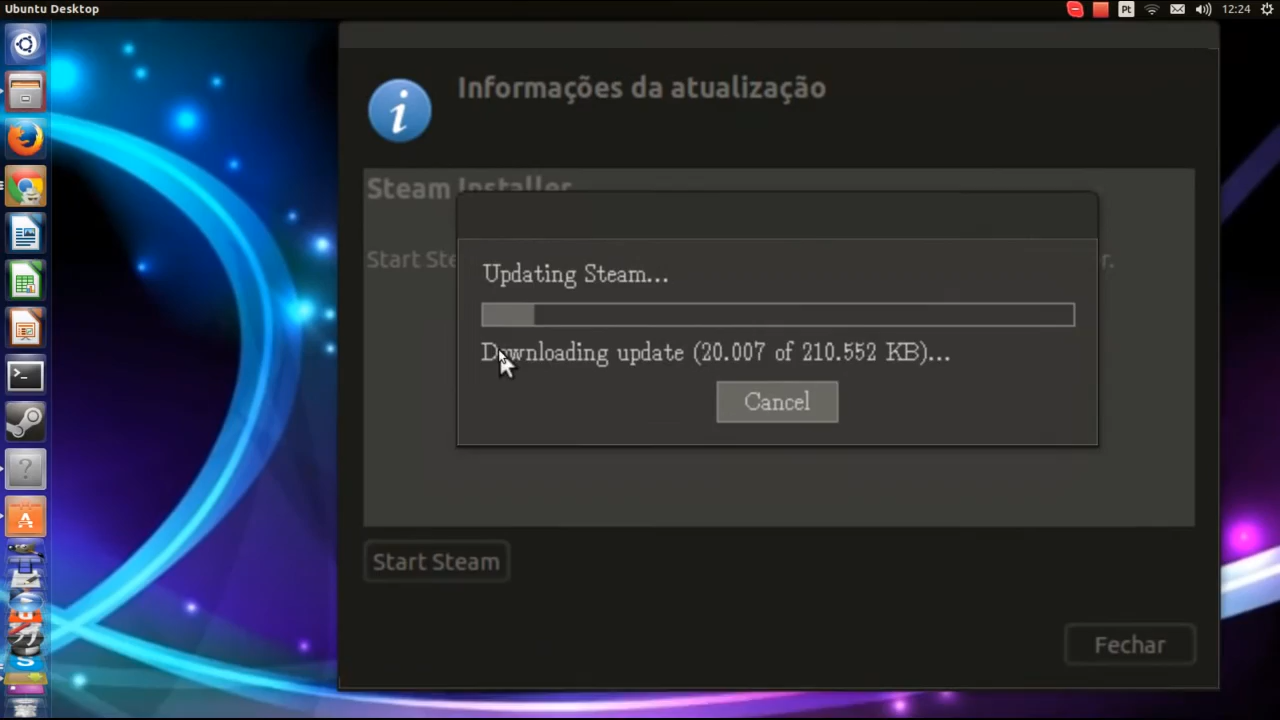 Ubuntu Desktop
Pt
12:24
Informações da atualização
Steam Installer
Start Ste
r.
Updating Steam...
Downloading update (20.007 of 210.552 KB)...
Cancel
Start Steam
Fechar